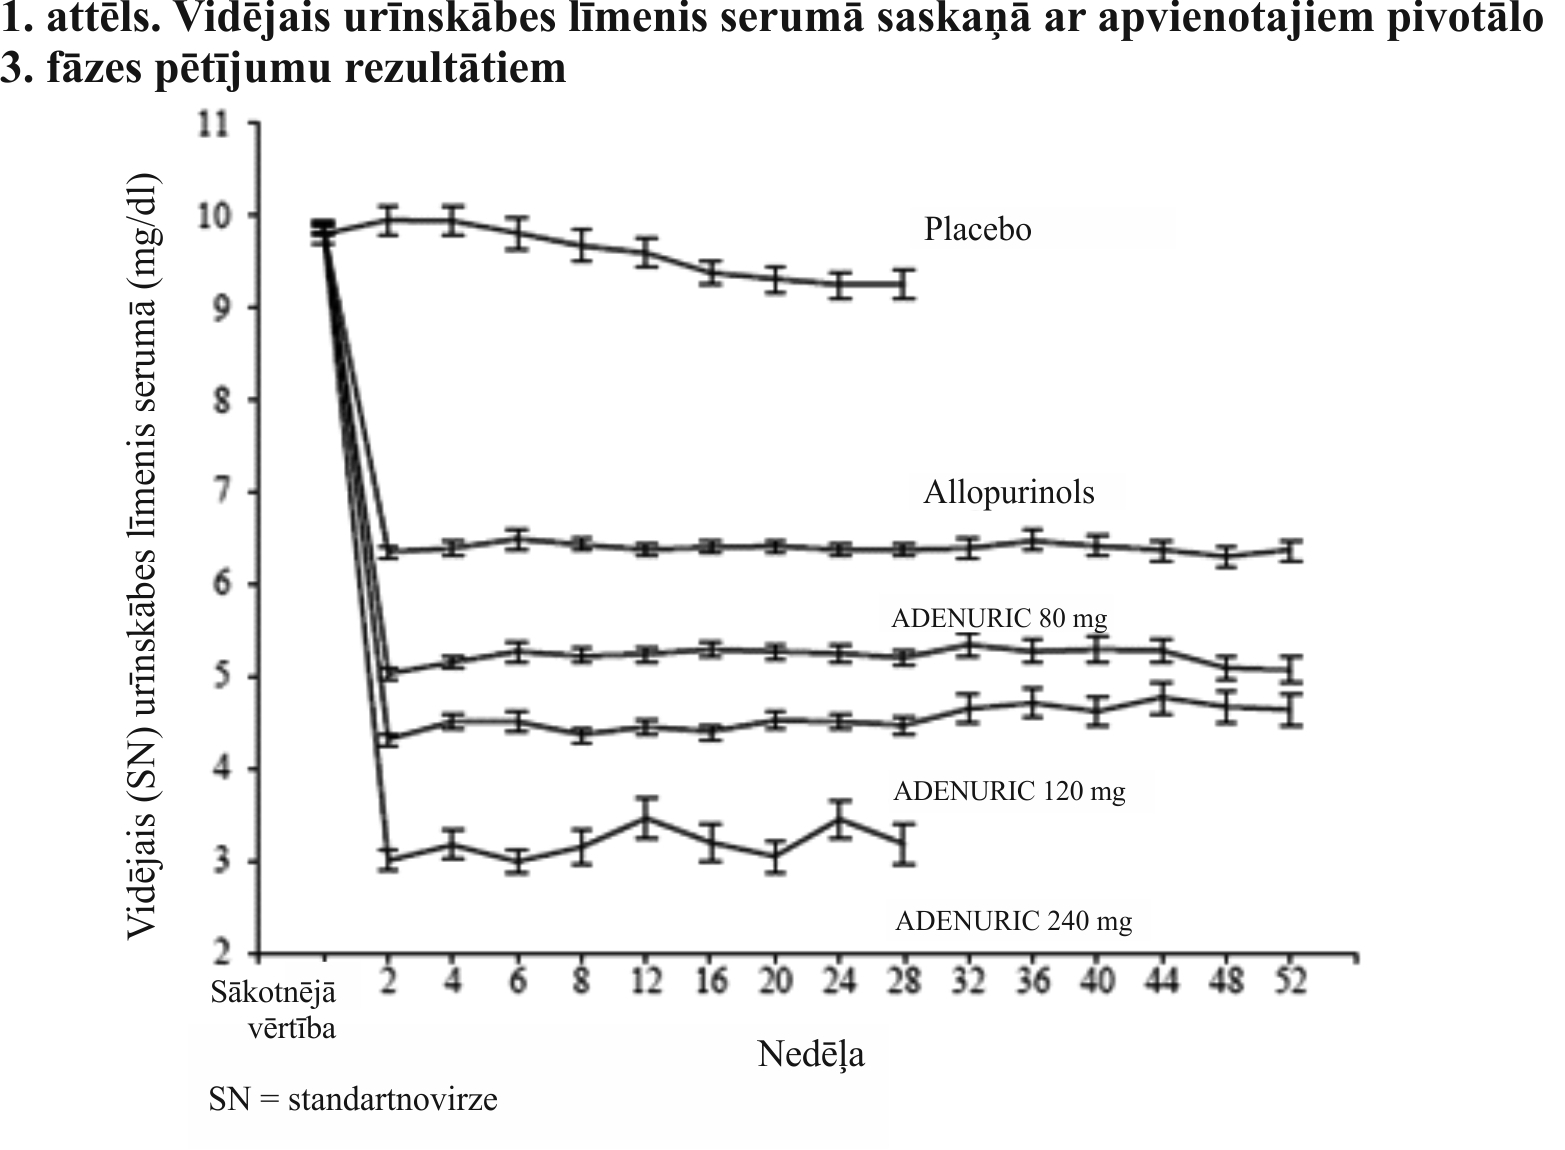 1. attēls. Vidējais urīnskābes līmenis serumā saskaņā ar apvienotajiem pivotālo
3. fāzes pētījumu rezultātiem
Vidējais (SN) urīnskābes līmenis serumā (mg/dl)
11
10
9
8
7
6
5
4
3
2
Placebo
Allopurinols
ADENURIC 80 mg
ADENURIC 120 mg
ADENURIC 240 mg
Sākotnējā
vērtība
2 4 6 8 12 16 20 24 28 32 36 40 44 48 52
Nedēļa
SN = standartnovirze